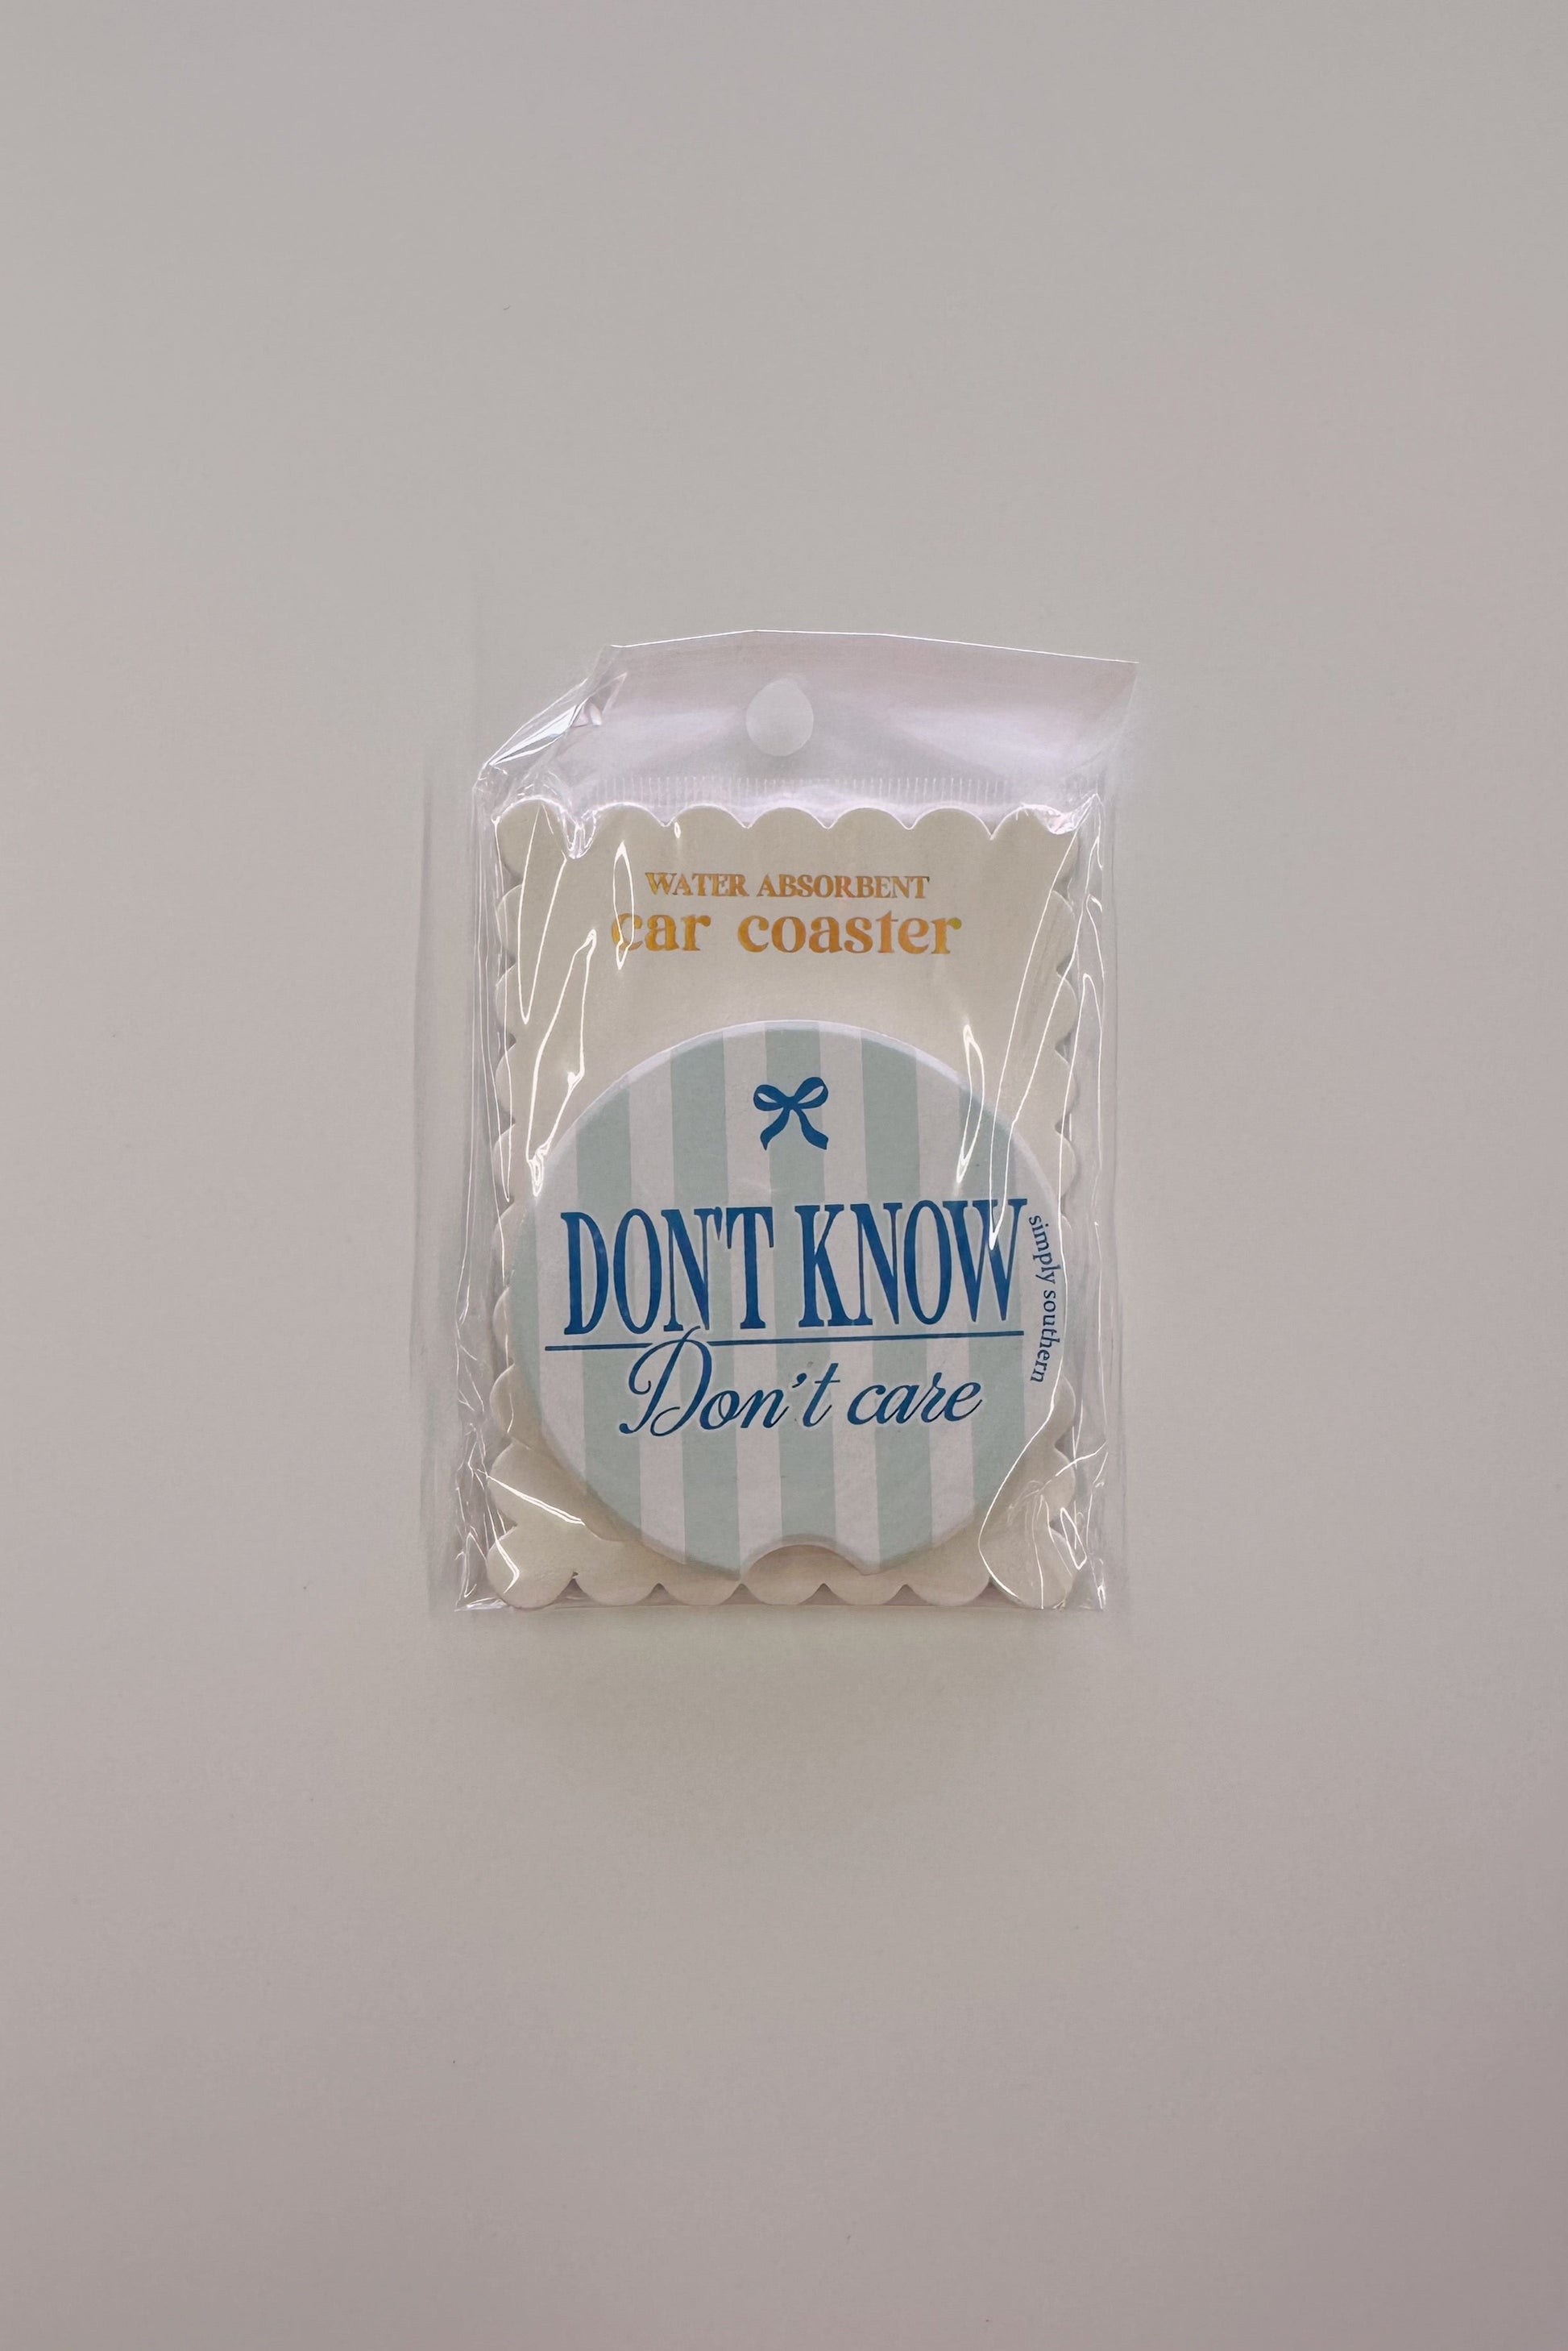 WATER ABSORBENT
car coaster
DON'T KNOW
Don't care
simply southern